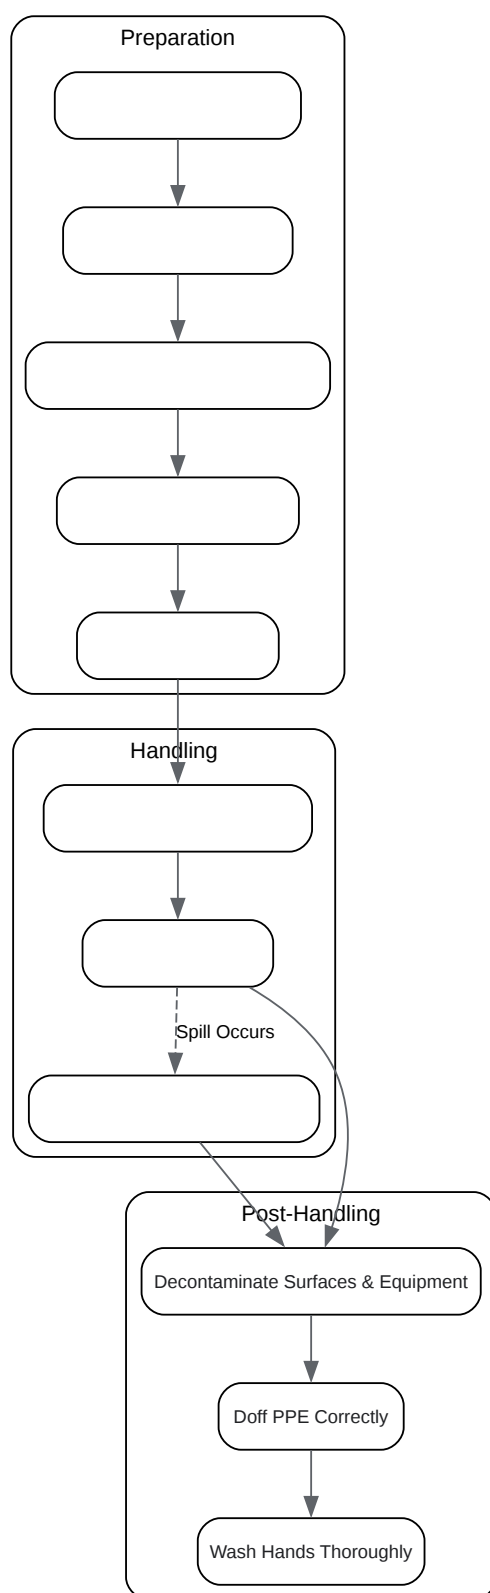 Preparation
Handling
Spill Occurs
Post-Handling
Decontaminate Surfaces & Equipment
Doff PPE Correctly
Wash Hands Thoroughly